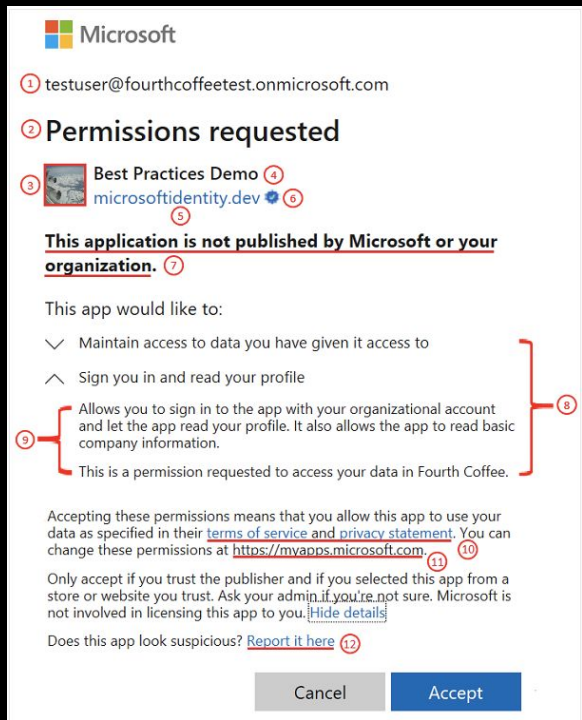 Microsoft
1 testuser@fourthcoffeetest.onmicrosoft.com
2 Permissions requested
3 Best Practices Demo 4
microsoftidentity.dev 6
5
This application is not published by Microsoft or your
organization. 7
This app would like to:
Maintain access to data you have given it access to
Sign you in and read your profile
8
Allows you to sign in to the app with your organizational account
9 and let the app read your profile. It also allows the app to read basic
company information.
This is a permission requested to access your data in Fourth Coffee.
Accepting these permissions means that you allow this app to use your
data as specified in their terms of service and privacy statement. You can
change these permissions at https://myapps.microsoft.com. 10
11
Only accept if you trust the publisher and if you selected this app from a
store or website you trust. Ask your admin if you're not sure. Microsoft is
not involved in licensing this app to you. Hide details
Does this app look suspicious? Report it here 12
Cancel Accept